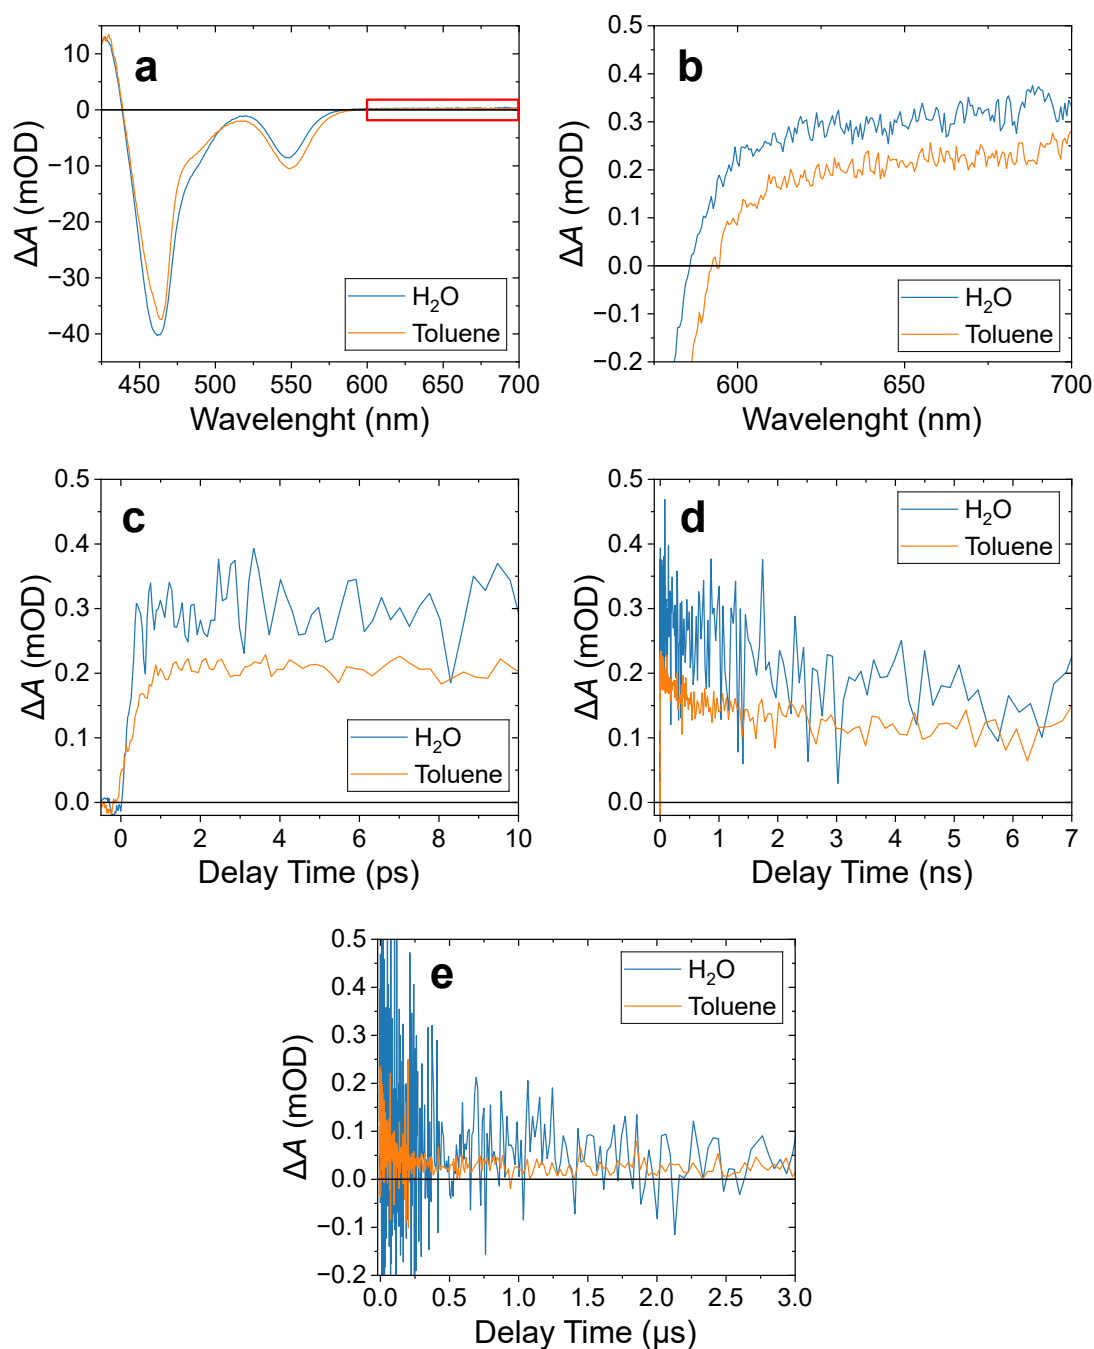 a
10
0
−10
−20
−30
−40
ΔA (mOD)
H₂O
Toluene
450 500 550 600 650 700
Wavelenght (nm)
b
0.5
0.4
0.3
0.2
0.1
0.0
−0.1
−0.2
ΔA (mOD)
H₂O
Toluene
600 650 700
Wavelenght (nm)
c
0.5
0.4
0.3
0.2
0.1
0.0
ΔA (mOD)
H₂O
Toluene
0 2 4 6 8 10
Delay Time (ps)
d
0.5
0.4
0.3
0.2
0.1
0.0
ΔA (mOD)
H₂O
Toluene
0 1 2 3 4 5 6 7
Delay Time (ns)
e
0.5
0.4
0.3
0.2
0.1
0.0
−0.1
−0.2
ΔA (mOD)
H₂O
Toluene
0.0 0.5 1.0 1.5 2.0 2.5 3.0
Delay Time (µs)